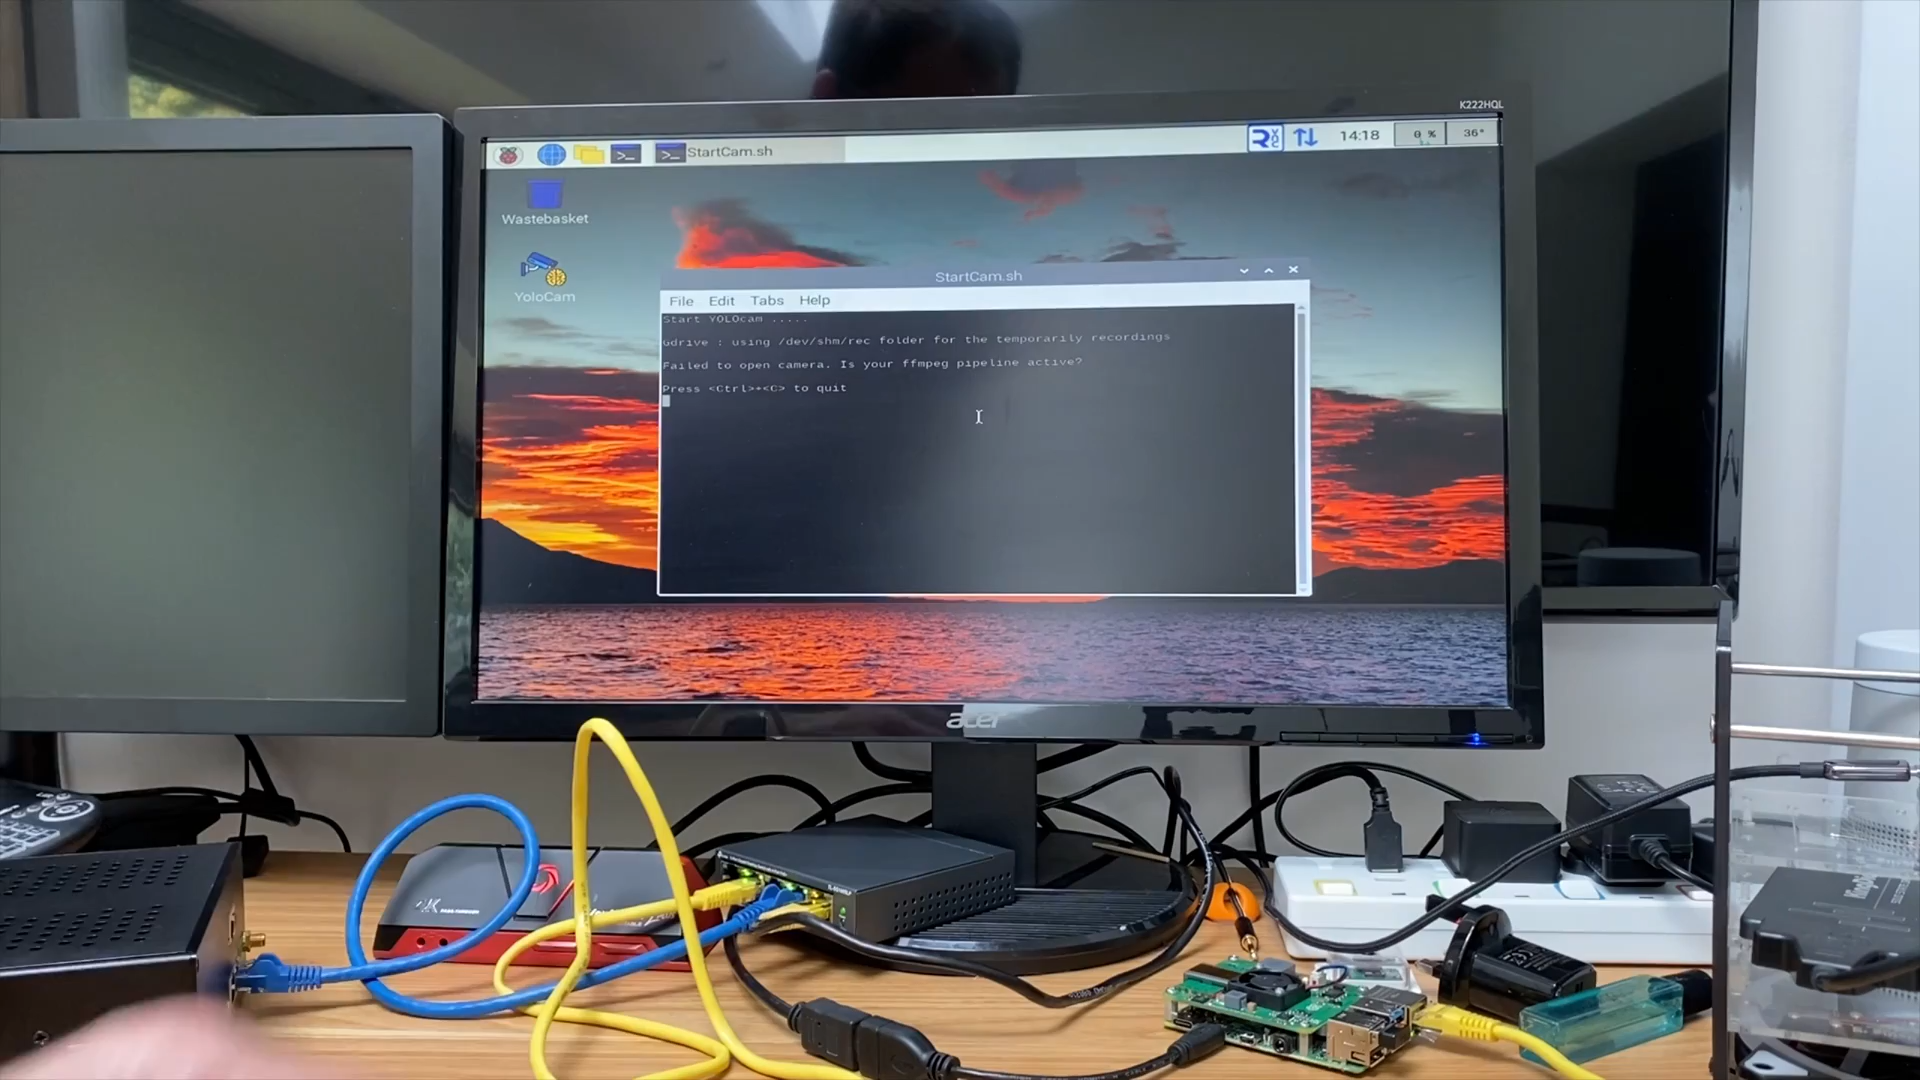 K222HQL
StartCam.sh
14:18
0 %
36°
Wastebasket
YoloCam
StartCam.sh
File Edit Tabs Help
Start YOLOcam .....
Gdrive : using /dev/shm/rec folder for the temporarily recordings
Failed to open camera. Is your ffmpeg pipeline active?
Press <Ctrl>+<C> to quit
acer
4K